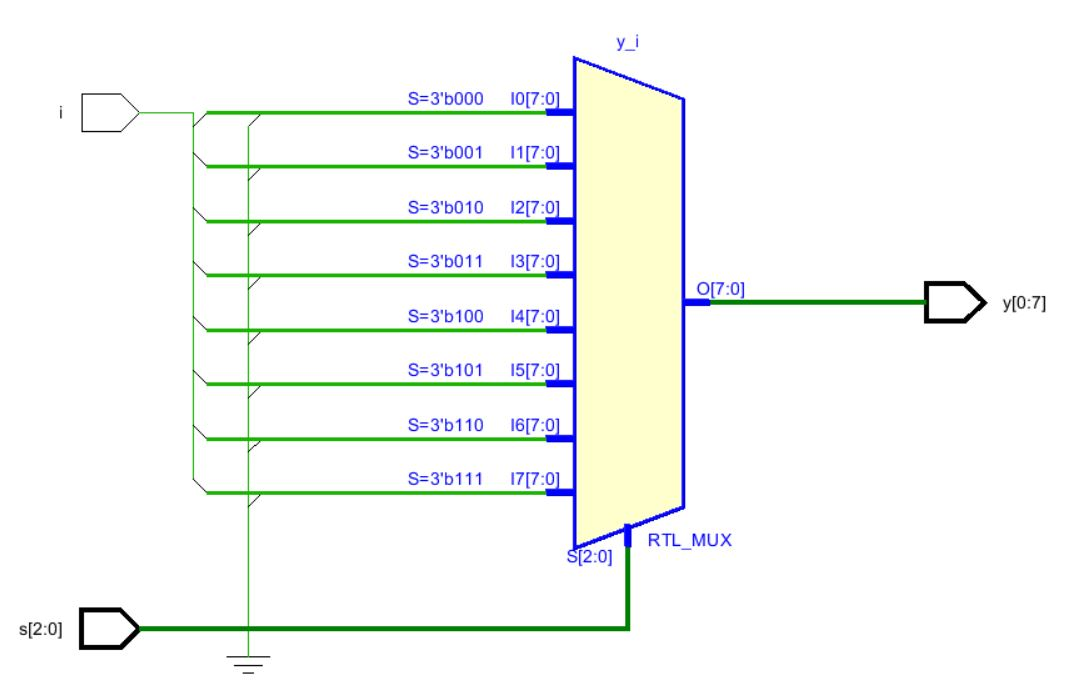 y_i
i
S=3'b000 I0[7:0]
S=3'b001 I1[7:0]
S=3'b010 I2[7:0]
S=3'b011 I3[7:0]
S=3'b100 I4[7:0]
S=3'b101 I5[7:0]
S=3'b110 I6[7:0]
S=3'b111 I7[7:0]
O[7:0]
y[0:7]
S[2:0]
RTL_MUX
s[2:0]